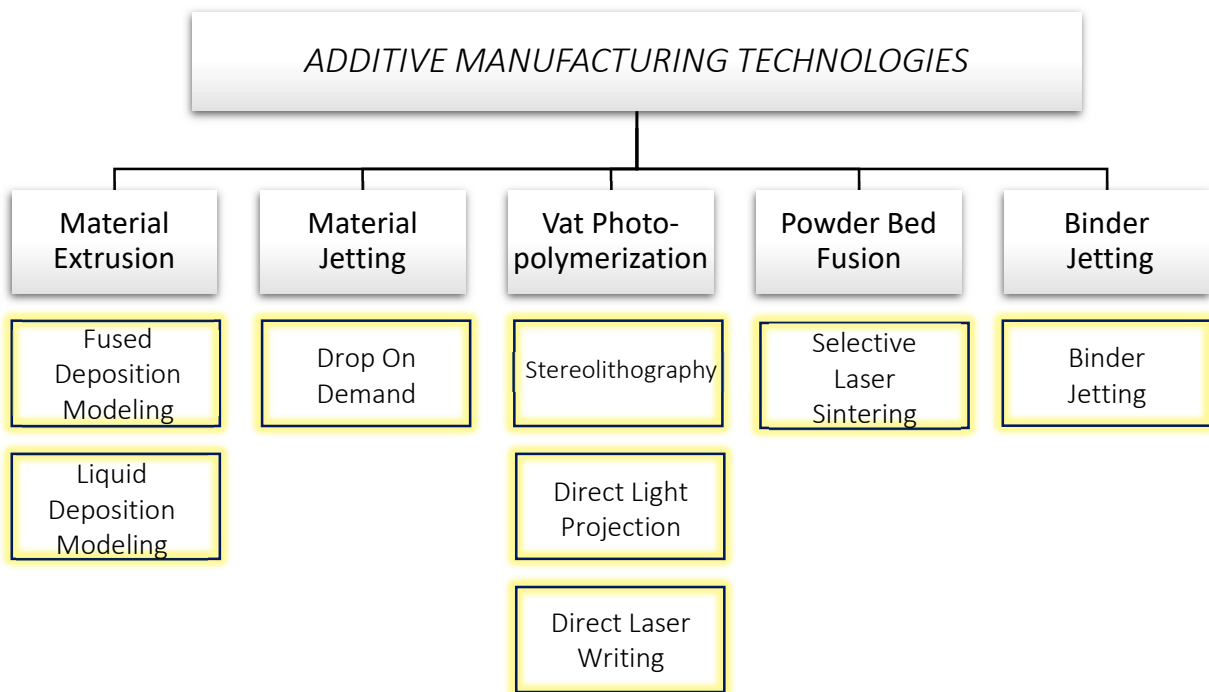 ADDITIVE MANUFACTURING TECHNOLOGIES
Material
Extrusion
Fused
Deposition
Modeling
Liquid
Deposition
Modeling
Material
Jetting
Drop On
Demand
Vat Photo-
polymerization
Stereolithography
Direct Light
Projection
Direct Laser
Writing
Powder Bed
Fusion
Selective
Laser
Sintering
Binder
Jetting
Binder
Jetting